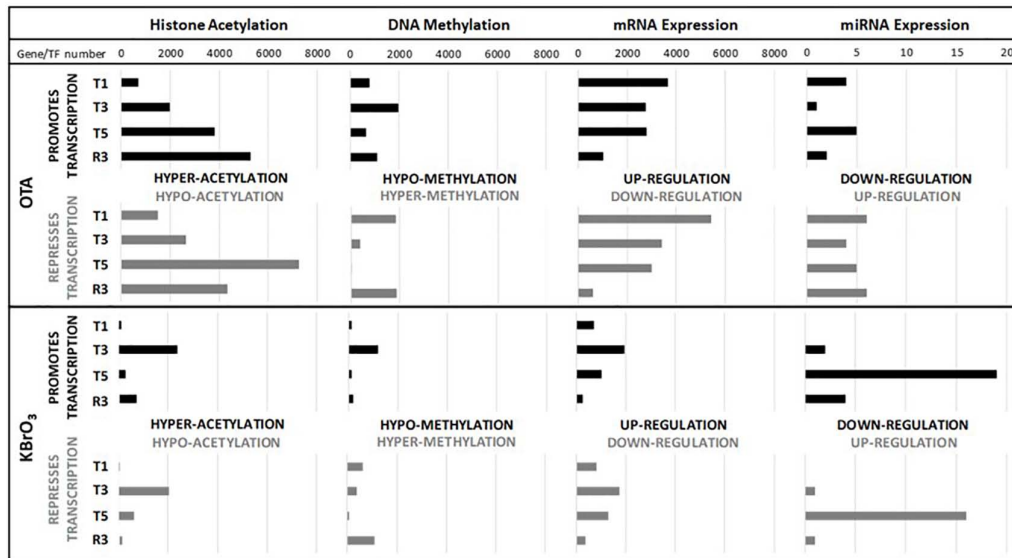 Histone Acetylation DNA Methylation mRNA Expression miRNA Expression
Gene/TF number 0 2000 4000 6000 8000 0 2000 4000 6000 8000 0 2000 4000 6000 8000 0 5 10 15 20
OTA
PROMOTES
TRANSCRIPTION
T1
T3
T5
R3
HYPER-ACETYLATION HYPO-METHYLATION UP-REGULATION DOWN-REGULATION
HYPO-ACETYLATION HYPER-METHYLATION DOWN-REGULATION UP-REGULATION
REPRESSES
TRANSCRIPTION
T1
T3
T5
R3
KBrO3
PROMOTES
TRANSCRIPTION
T1
T3
T5
R3
HYPER-ACETYLATION HYPO-METHYLATION UP-REGULATION DOWN-REGULATION
HYPO-ACETYLATION HYPER-METHYLATION DOWN-REGULATION UP-REGULATION
REPRESSES
TRANSCRIPTION
T1
T3
T5
R3